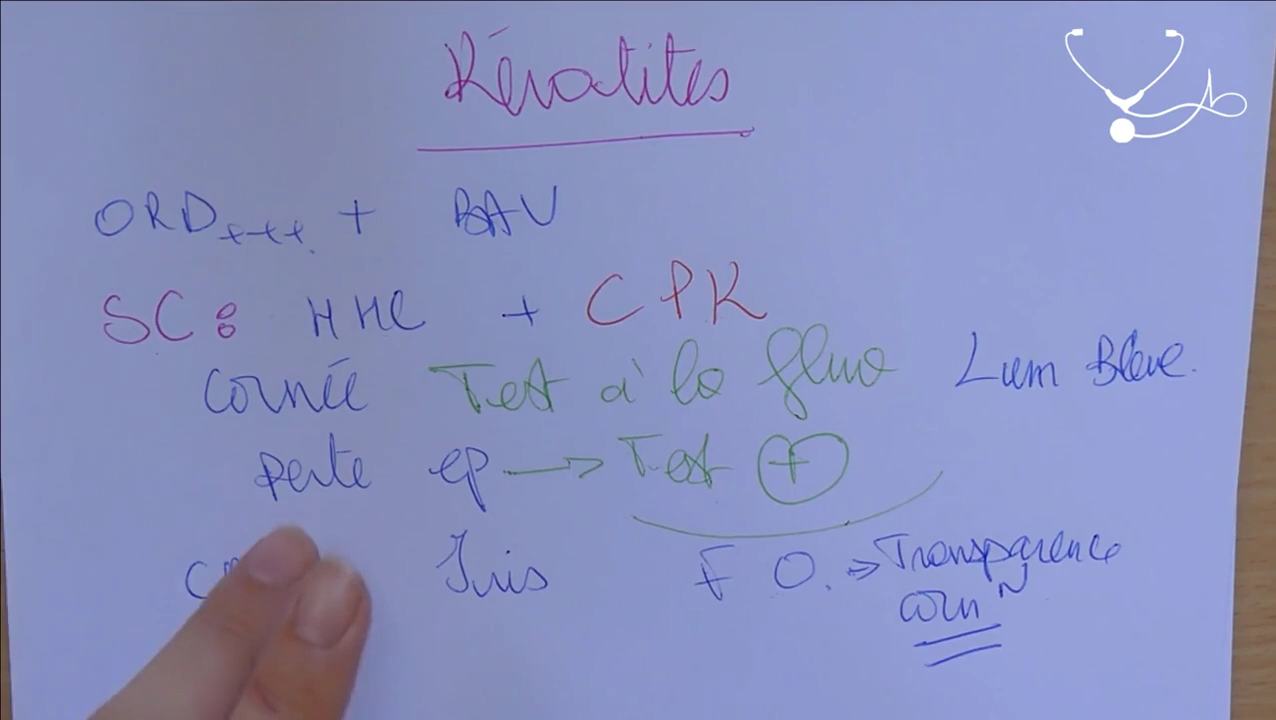 Kératites
ORD+++. + BAV
SC: HHC + CPK
Cornée Test à la fluo Lum Bleue.
perte ep → Test +
Iris F O. ⇒ Transparence
corn N